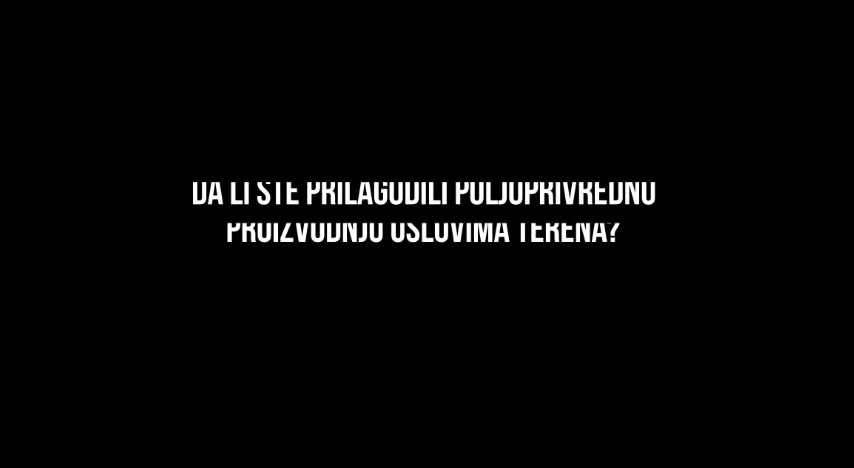 DA LI STE PRILAGODILI POLJOPRIVREDNU
PROIZVODNJU USLOVIMA TERENA?